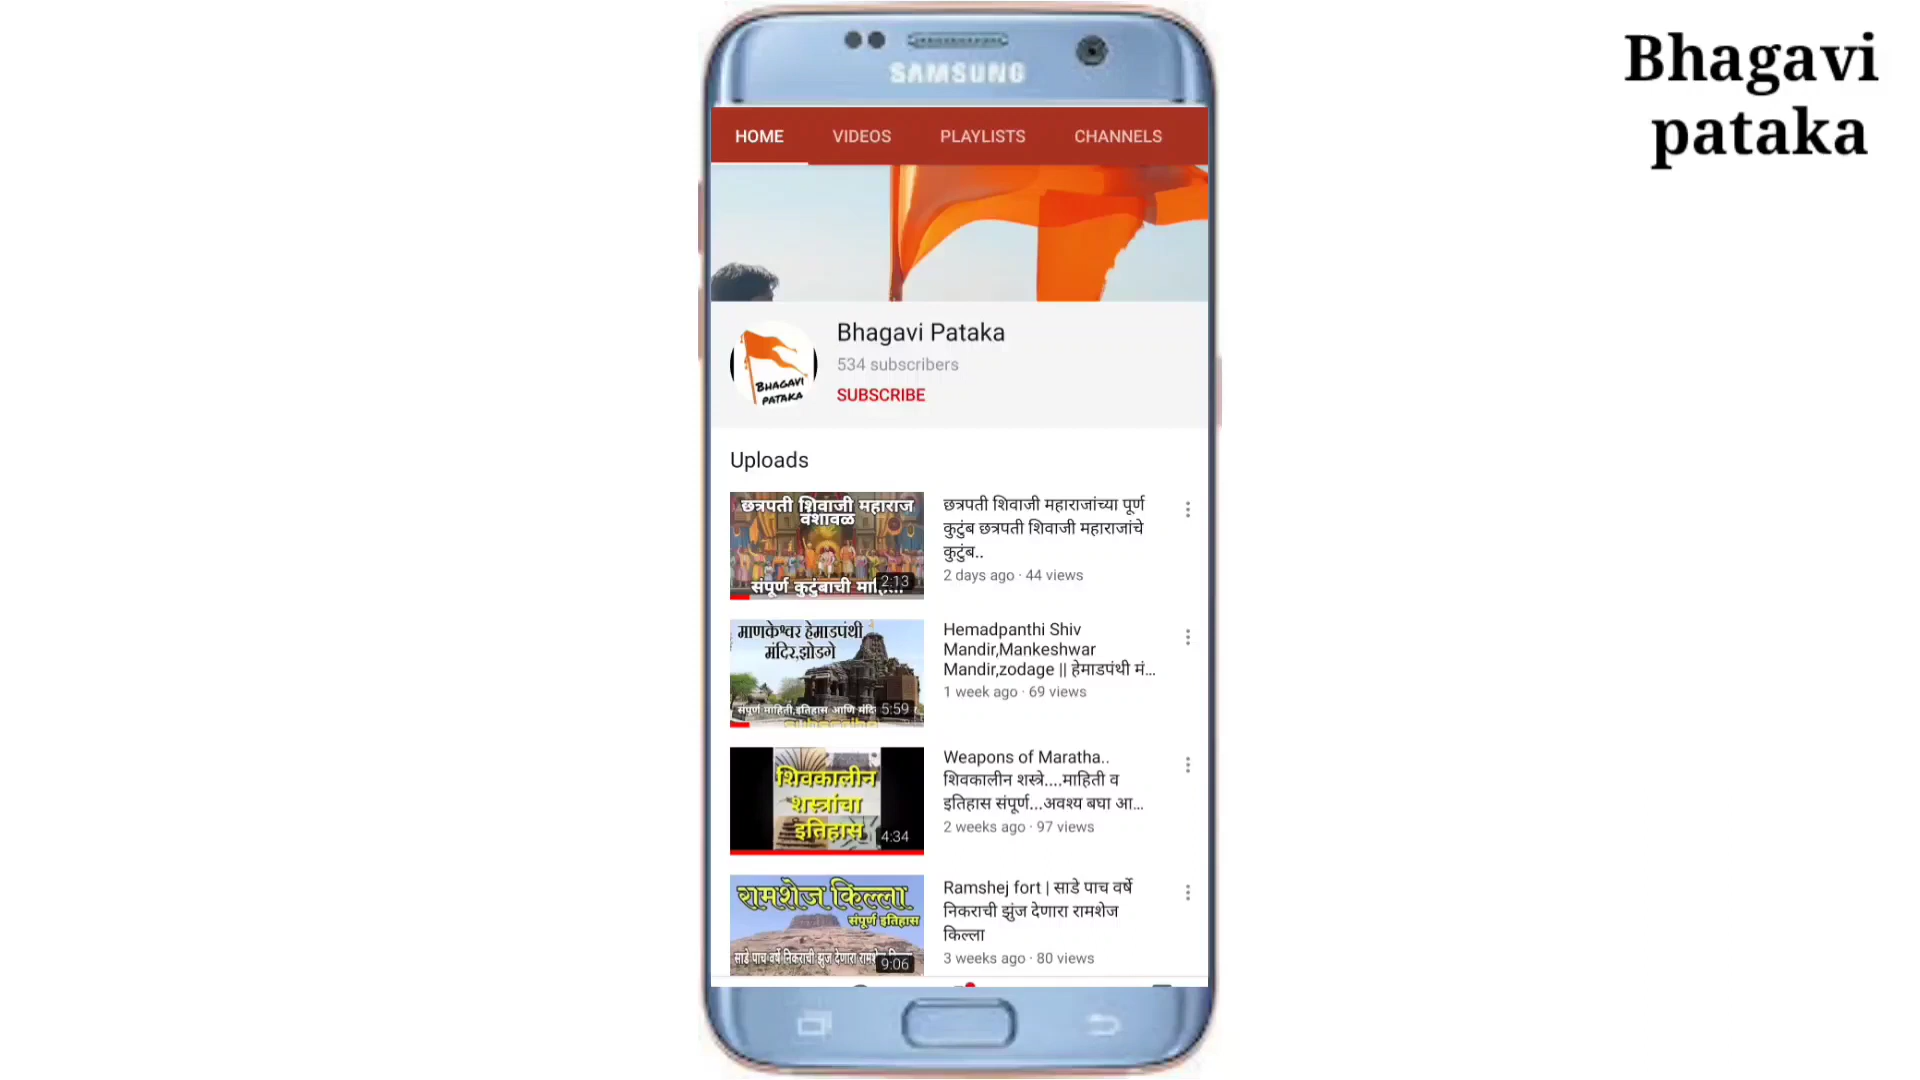 Bhagavi
pataka
SAMSUNG
HOME VIDEOS PLAYLISTS CHANNELS
Bhagavi Pataka
534 subscribers
SUBSCRIBE
BHAGAVI
PATAKA
Uploads
छत्रपती शिवाजी महाराज
वंशावळ
संपूर्ण कुटुंबाची
2:13
छत्रपती शिवाजी महाराजांच्या पूर्ण
कुटुंब छत्रपती शिवाजी महाराजांचे
कुटुंब..
2 days ago · 44 views
माणकेश्वर हेमाडपंथी
मंदिर,झोडगे
संपूर्ण माहिती,इतिहास आणि
5:59
Hemadpanthi Shiv
Mandir,Mankeshwar
Mandir,zodage || हेमाडपंथी मं...
1 week ago · 69 views
शिवकालीन
शस्त्रांचा
इतिहास
4:34
Weapons of Maratha..
शिवकालीन शस्त्रे....माहिती व
इतिहास संपूर्ण...अवश्य बघा आ...
2 weeks ago · 97 views
रामशेज किल्ला
संपूर्ण इतिहास
साडे पाच वर्षे निकराची झुंज देणारा
9:06
Ramshej fort | साडे पाच वर्षे
निकराची झुंज देणारा रामशेज
किल्ला
3 weeks ago · 80 views